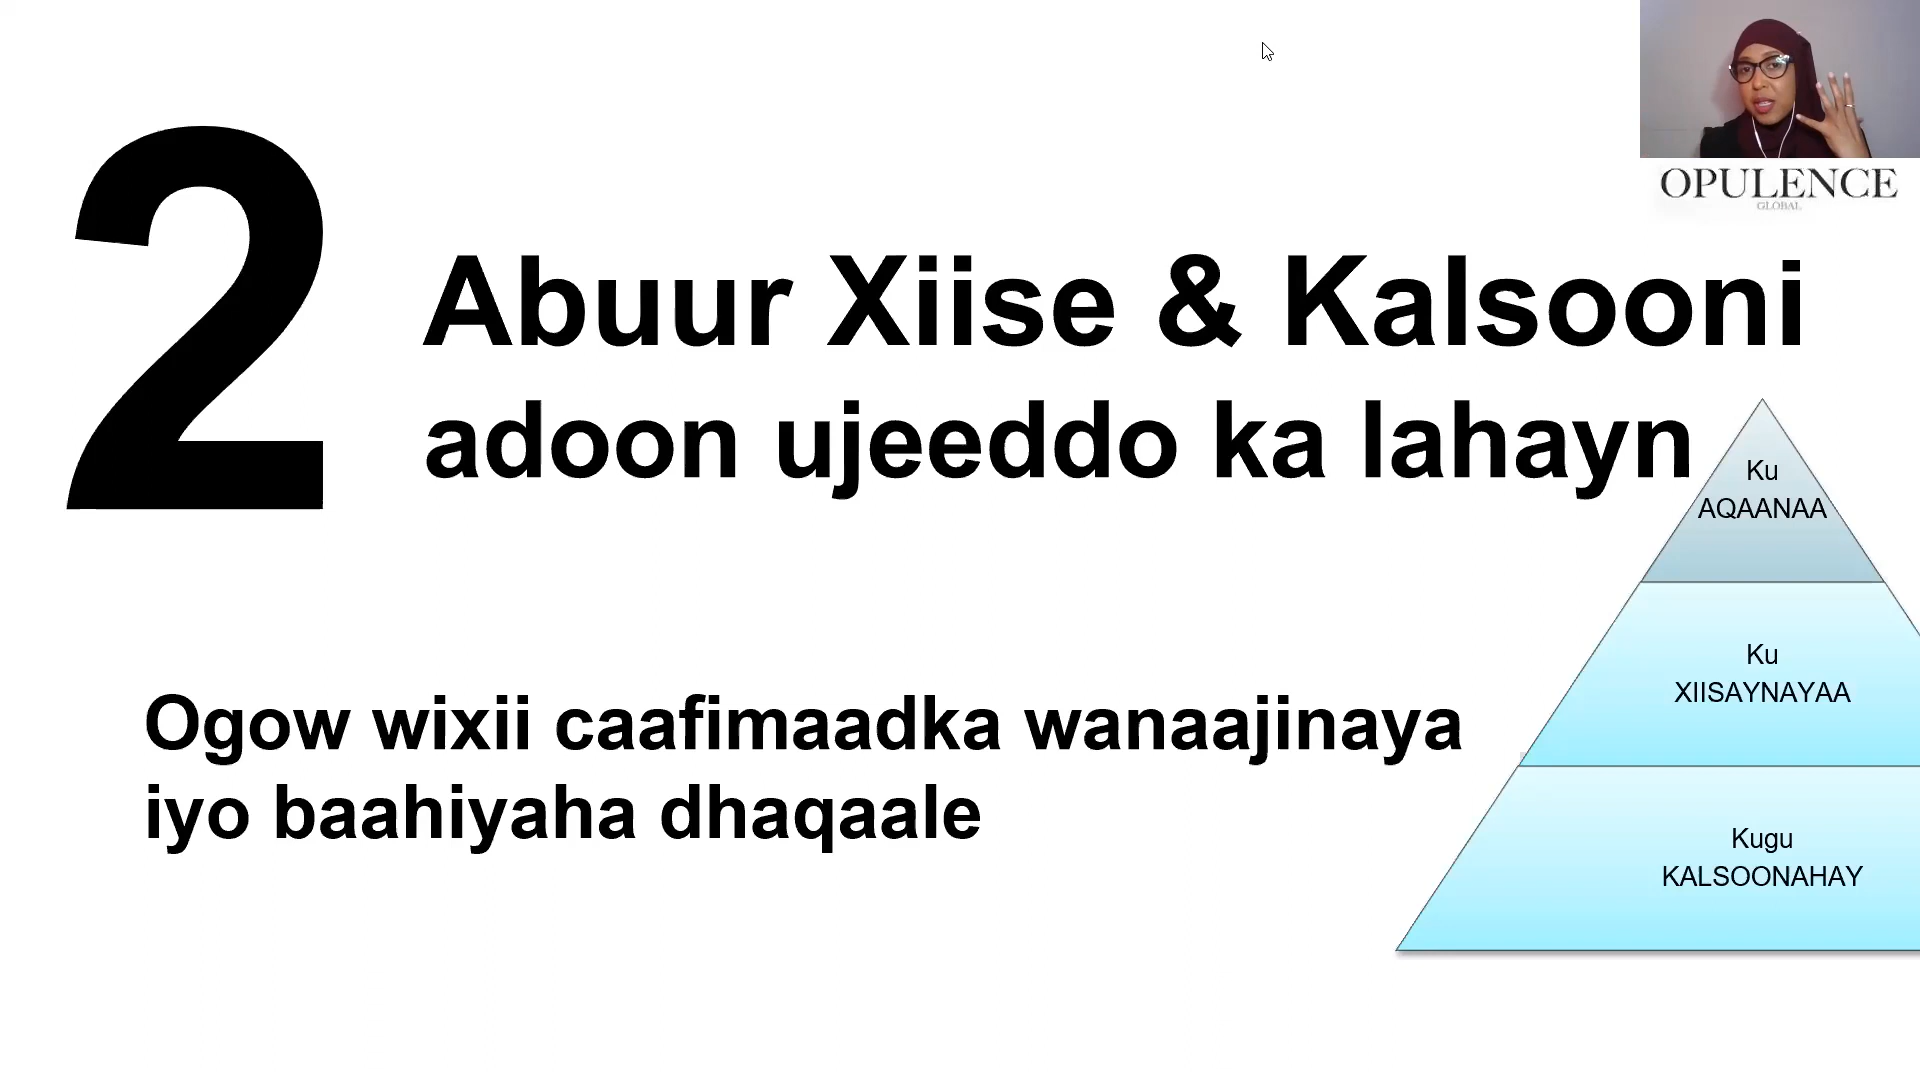 2
Abuur Xiise & Kalsooni
adoon ujeeddo ka lahayn
Ogow wixii caafimaadka wanaajinaya
iyo baahiyaha dhaqaale
OPULENCE
GLOBAL
Ku
AQAANAA
Ku
XIISAYNAYAA
Kugu
KALSOONAHAY